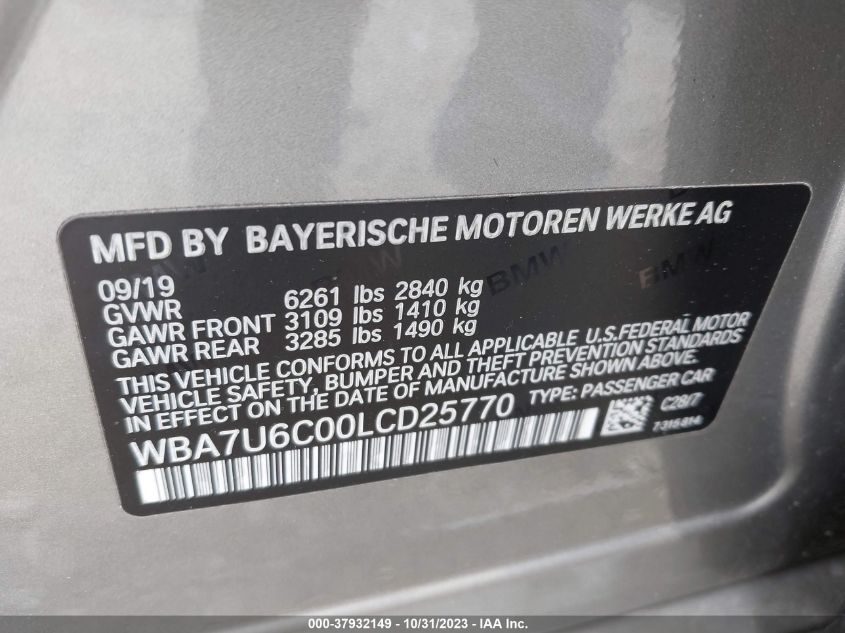 MFD BY BAYERISCHE MOTOREN WERKE AG
09/19
GVWR 6261 lbs 2840 kg
GAWR FRONT 3109 lbs 1410 kg
GAWR REAR 3285 lbs 1490 kg
THIS VEHICLE CONFORMS TO ALL APPLICABLE U.S.FEDERAL MOTOR
VEHICLE SAFETY, BUMPER AND THEFT PREVENTION STANDARDS
IN EFFECT ON THE DATE OF MANUFACTURE SHOWN ABOVE.
WBA7U6C00LCD25770 TYPE: PASSENGER CAR
C28/7
7315814
BMW
BMW
000-37932149 - 10/31/2023 - IAA Inc.